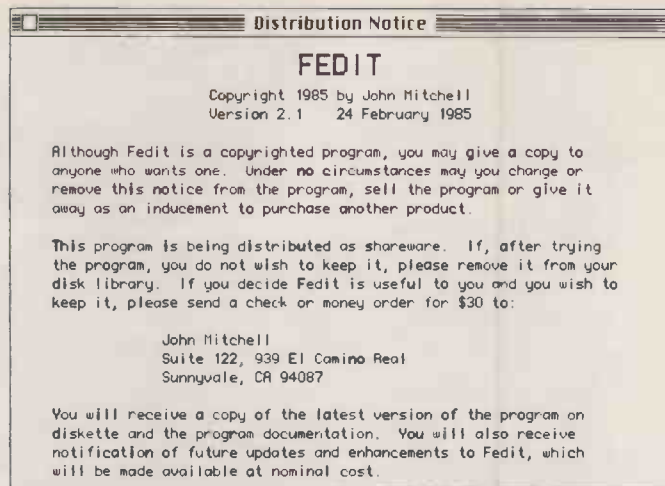 Distribution Notice
FEDIT
Copyright 1985 by John Mitchell
Version 2.1 24 February 1985
Although Fedit is a copyrighted program, you may give a copy to
anyone who wants one. Under no circumstances may you change or
remove this notice from the program, sell the program or give it
away as an inducement to purchase another product.
This program is being distributed as shareware. If, after trying
the program, you do not wish to keep it, please remove it from your
disk library. If you decide Fedit is useful to you and you wish to
keep it, please send a check or money order for $30 to:
John Mitchell
Suite 122, 939 El Camino Real
Sunnyvale, CA 94087
You will receive a copy of the latest version of the program on
diskette and the program documentation. You will also receive
notification of future updates and enhancements to Fedit, which
will be made available at nominal cost.